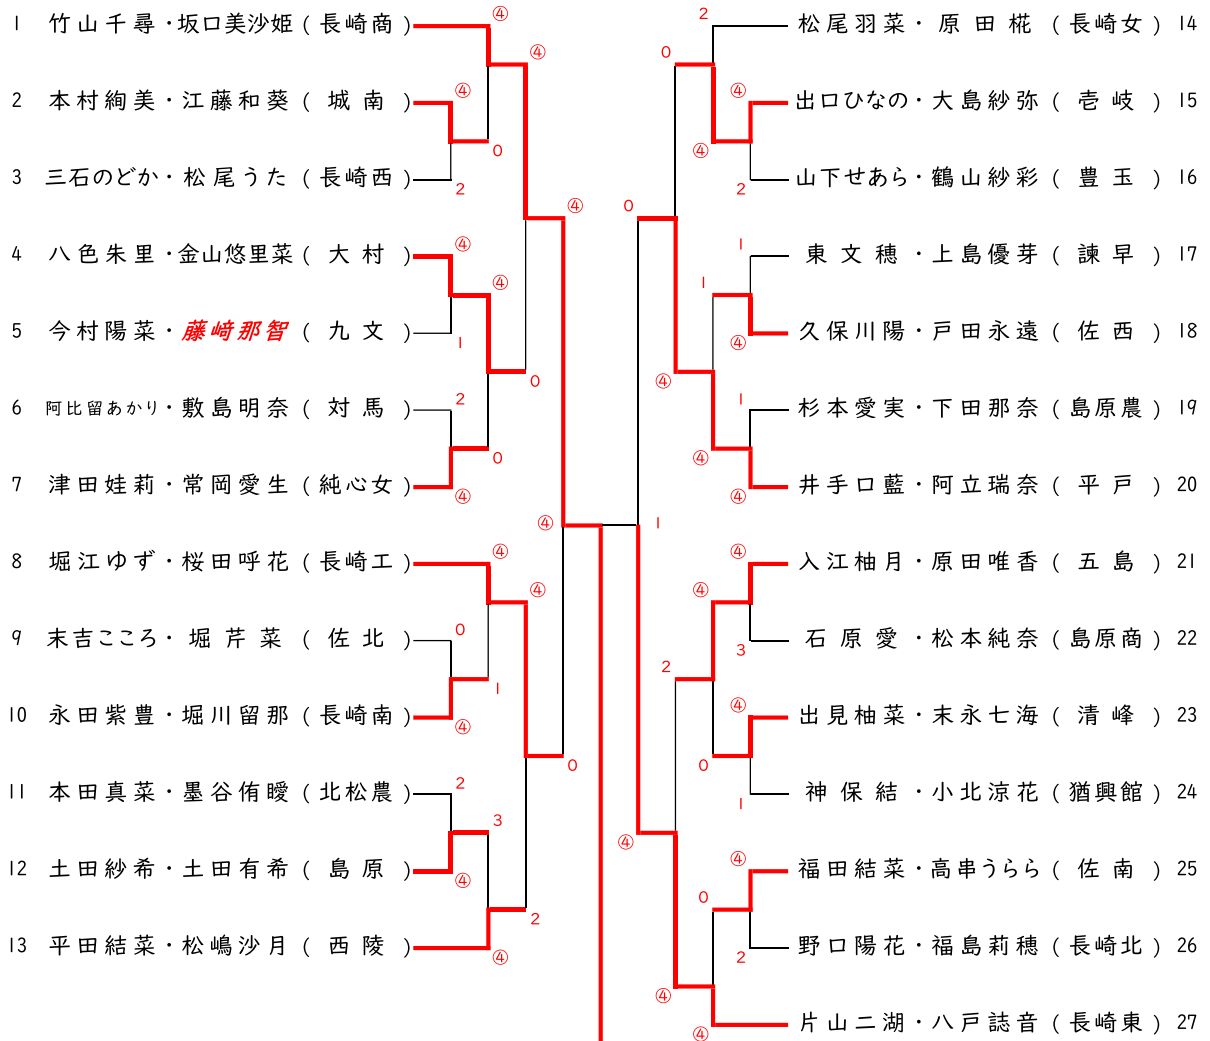 1 竹山千尋・坂口美沙姫（長崎商）
2 本村絢美・江藤和葵（城南）
3 三石のどか・松尾うた（長崎西）
4 八色朱里・金山悠里菜（大村）
5 今村陽菜・藤﨑那智（九文）
6 阿比留あかり・敷島明奈（対馬）
7 津田娃莉・常岡愛生（純心女）
8 堀江ゆず・桜田呼花（長崎工）
9 末吉こころ・堀芹菜（佐北）
10 永田紫豊・堀川留那（長崎南）
11 本田真菜・墨谷侑曖（北松農）
12 土田紗希・土田有希（島原）
13 平田結菜・松嶋沙月（西陵）
④
④
④
0
2
④
④
④
1
0
2
0
④
④
④
④
0
1
④
0
2
3
④
2
④
松尾羽菜・原田椛（長崎女）14
出口ひなの・大島紗弥（壱岐）15
山下せあら・鶴山紗彩（豊玉）16
東文穂・上島優芽（諫早）17
久保川陽・戸田永遠（佐西）18
杉本愛実・下田那奈（島原農）19
井手口藍・阿立瑞奈（平戸）20
入江柚月・原田唯香（五島）21
石原愛・松本純奈（島原商）22
出見柚菜・末永七海（清峰）23
神保結・小北涼花（猶興館）24
福田結菜・高串うらら（佐南）25
野口陽花・福島莉穂（長崎北）26
片山二湖・八戸誌音（長崎東）27
2
0
④
④
2
0
1
1
④
④
1
④
④
1
④
④
3
2
④
0
1
④
④
0
2
④
④